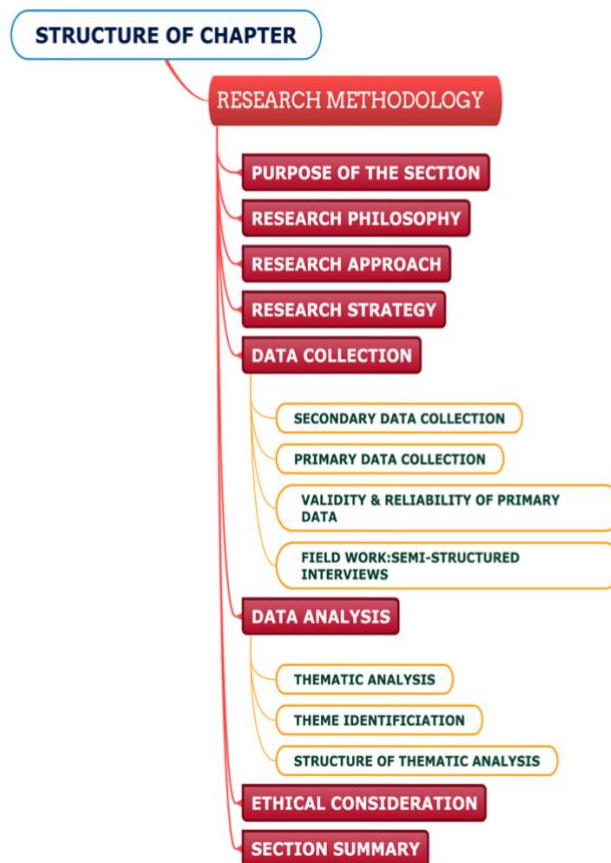 STRUCTURE OF CHAPTER
RESEARCH METHODOLOGY
PURPOSE OF THE SECTION
RESEARCH PHILOSOPHY
RESEARCH APPROACH
RESEARCH STRATEGY
DATA COLLECTION
SECONDARY DATA COLLECTION
PRIMARY DATA COLLECTION
VALIDITY & RELIABILITY OF PRIMARY
DATA
FIELD WORK:SEMI-STRUCTURED
INTERVIEWS
DATA ANALYSIS
THEMATIC ANALYSIS
THEME IDENTIFICIATION
STRUCTURE OF THEMATIC ANALYSIS
ETHICAL CONSIDERATION
SECTION SUMMARY